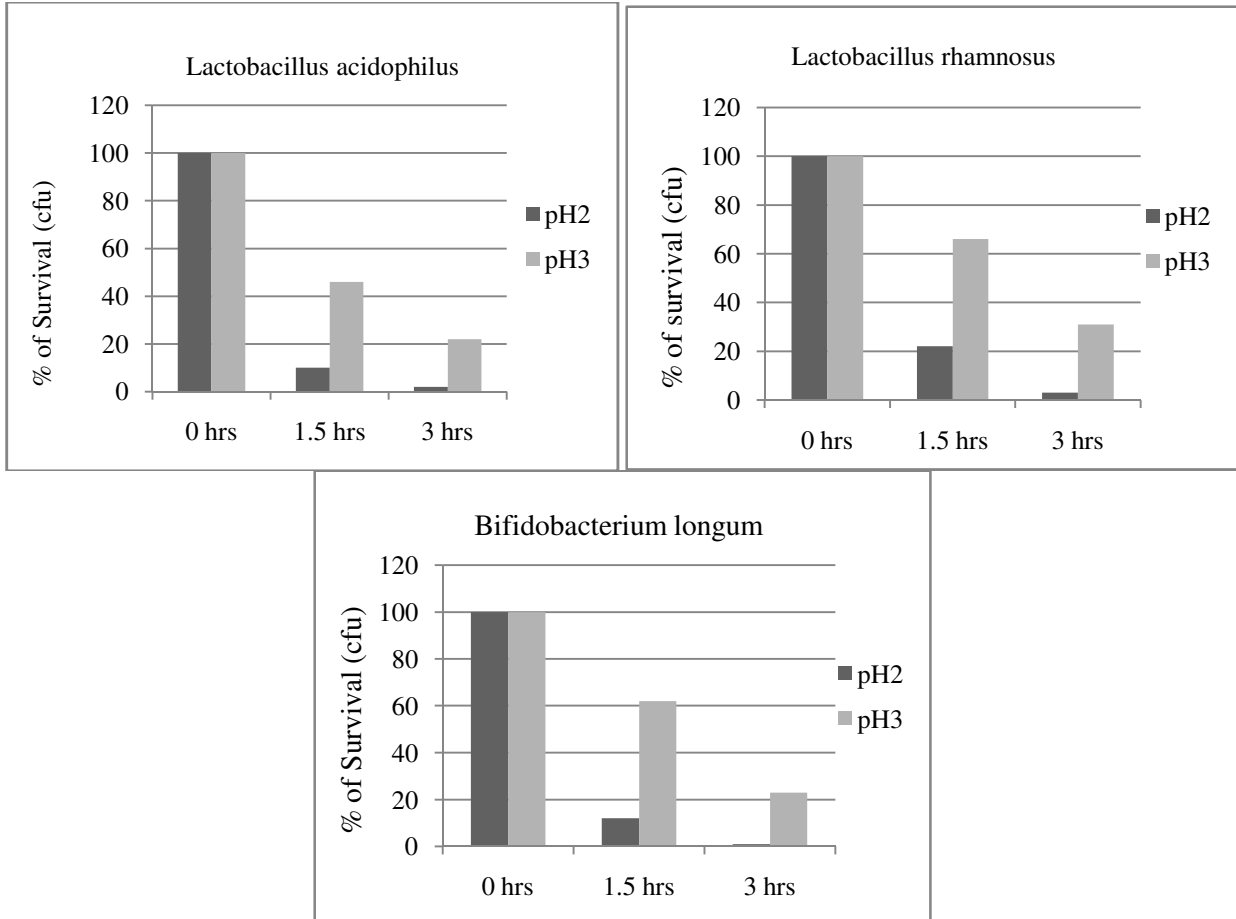 Lactobacillus acidophilus
120
100
80
60
40
20
0
% of Survival (cfu)
0 hrs 1.5 hrs 3 hrs
pH2
pH3
Lactobacillus rhamnosus
120
100
80
60
40
20
0
% of survival (cfu)
0 hrs 1.5 hrs 3 hrs
pH2
pH3
Bifidobacterium longum
120
100
80
60
40
20
0
% of Survival (cfu)
0 hrs 1.5 hrs 3 hrs
pH2
pH3